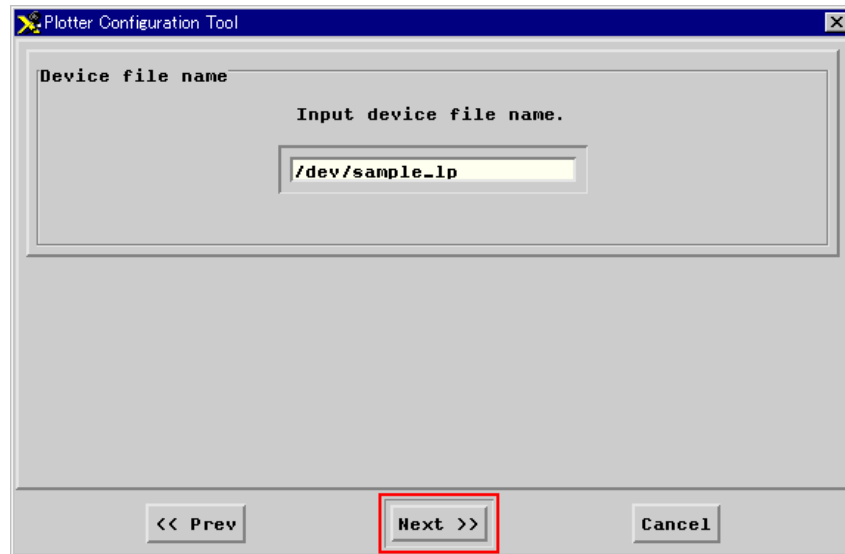 Plotter Configuration Tool
Device file name
Input device file name.
/dev/sample_lp
<< Prev
Next >>
Cancel